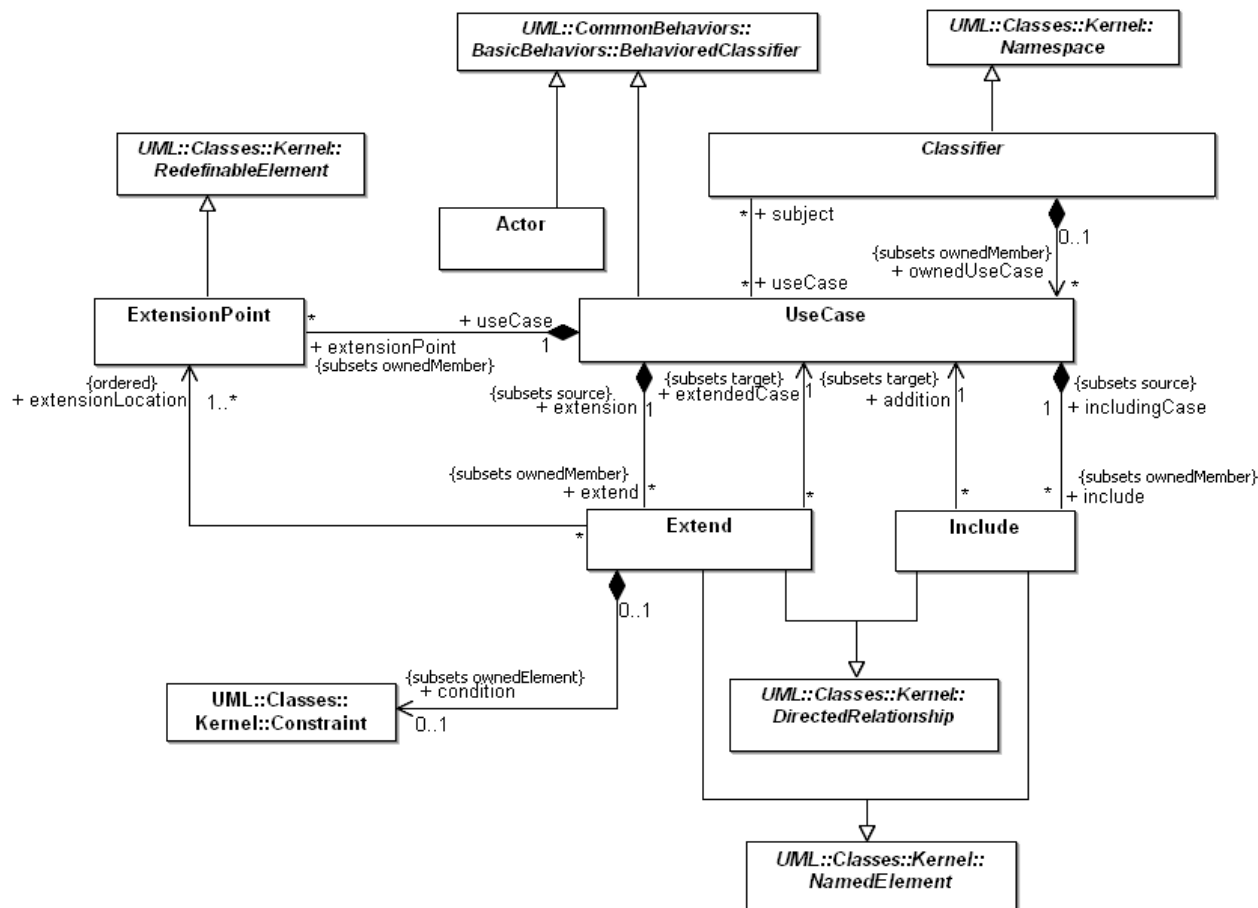 UML::CommonBehaviors::
BasicBehaviors::BehavioredClassifier
UML::Classes::Kernel::
Namespace
UML::Classes::Kernel::
RedefinableElement
Classifier
Actor
* + subject
0..1
{subsets ownedMember}
+ ownedUseCase
*
* + useCase
ExtensionPoint
*
+ useCase
1
+ extensionPoint
{subsets ownedMember}
UseCase
{ordered}
+ extensionLocation
1..*
{subsets source}
+ extension
1
{subsets target}
+ extendedCase
1
{subsets target}
+ addition
1
{subsets source}
1
+ includingCase
{subsets ownedMember}
+ extend
*
*
*
{subsets ownedMember}
*
+ include
*
Extend
Include
0..1
{subsets ownedElement}
+ condition
0..1
UML::Classes::
Kernel::Constraint
UML::Classes::Kernel::
DirectedRelationship
UML::Classes::Kernel::
NamedElement